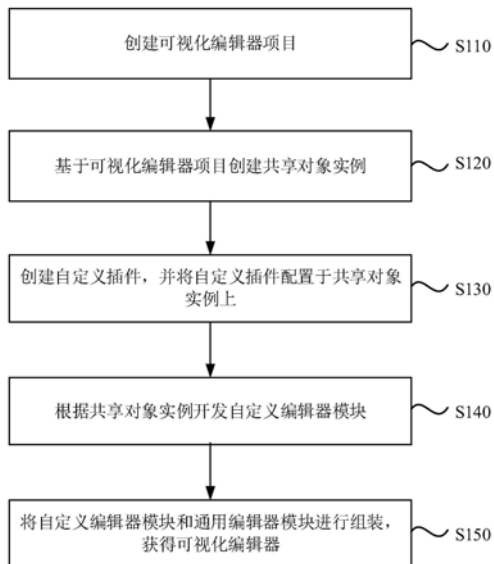 创建可视化编辑器项目
S110
基于可视化编辑器项目创建共享对象实例
S120
创建自定义插件，并将自定义插件配置于共享对象
实例上
S130
根据共享对象实例开发自定义编辑器模块
S140
将自定义编辑器模块和通用编辑器模块进行组装，
获得可视化编辑器
S150